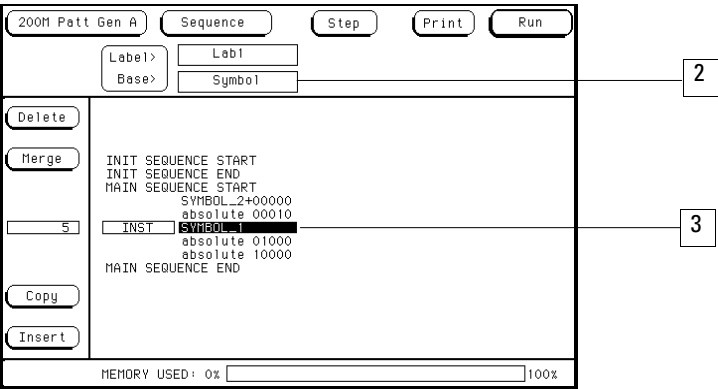 200M Patt Gen A Sequence Step Print Run
Label> Lab1
Base> Symbol
2
Delete
Merge
INIT SEQUENCE START
INIT SEQUENCE END
MAIN SEQUENCE START
SYMBOL_2+00000
absolute 00010
5 INST SYMBOL_1
3
absolute 01000
absolute 10000
MAIN SEQUENCE END
Copy
Insert
MEMORY USED: 0% 100%